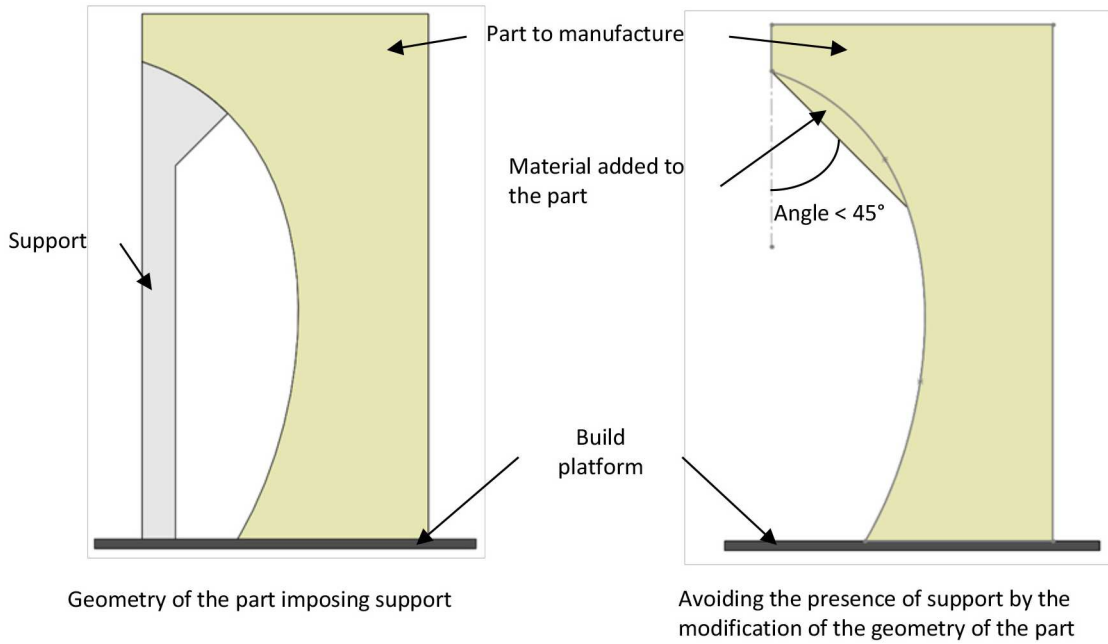 Part to manufacture
Material added to
the part
Angle < 45°
Support
Build
platform
Geometry of the part imposing support
Avoiding the presence of support by the
modification of the geometry of the part